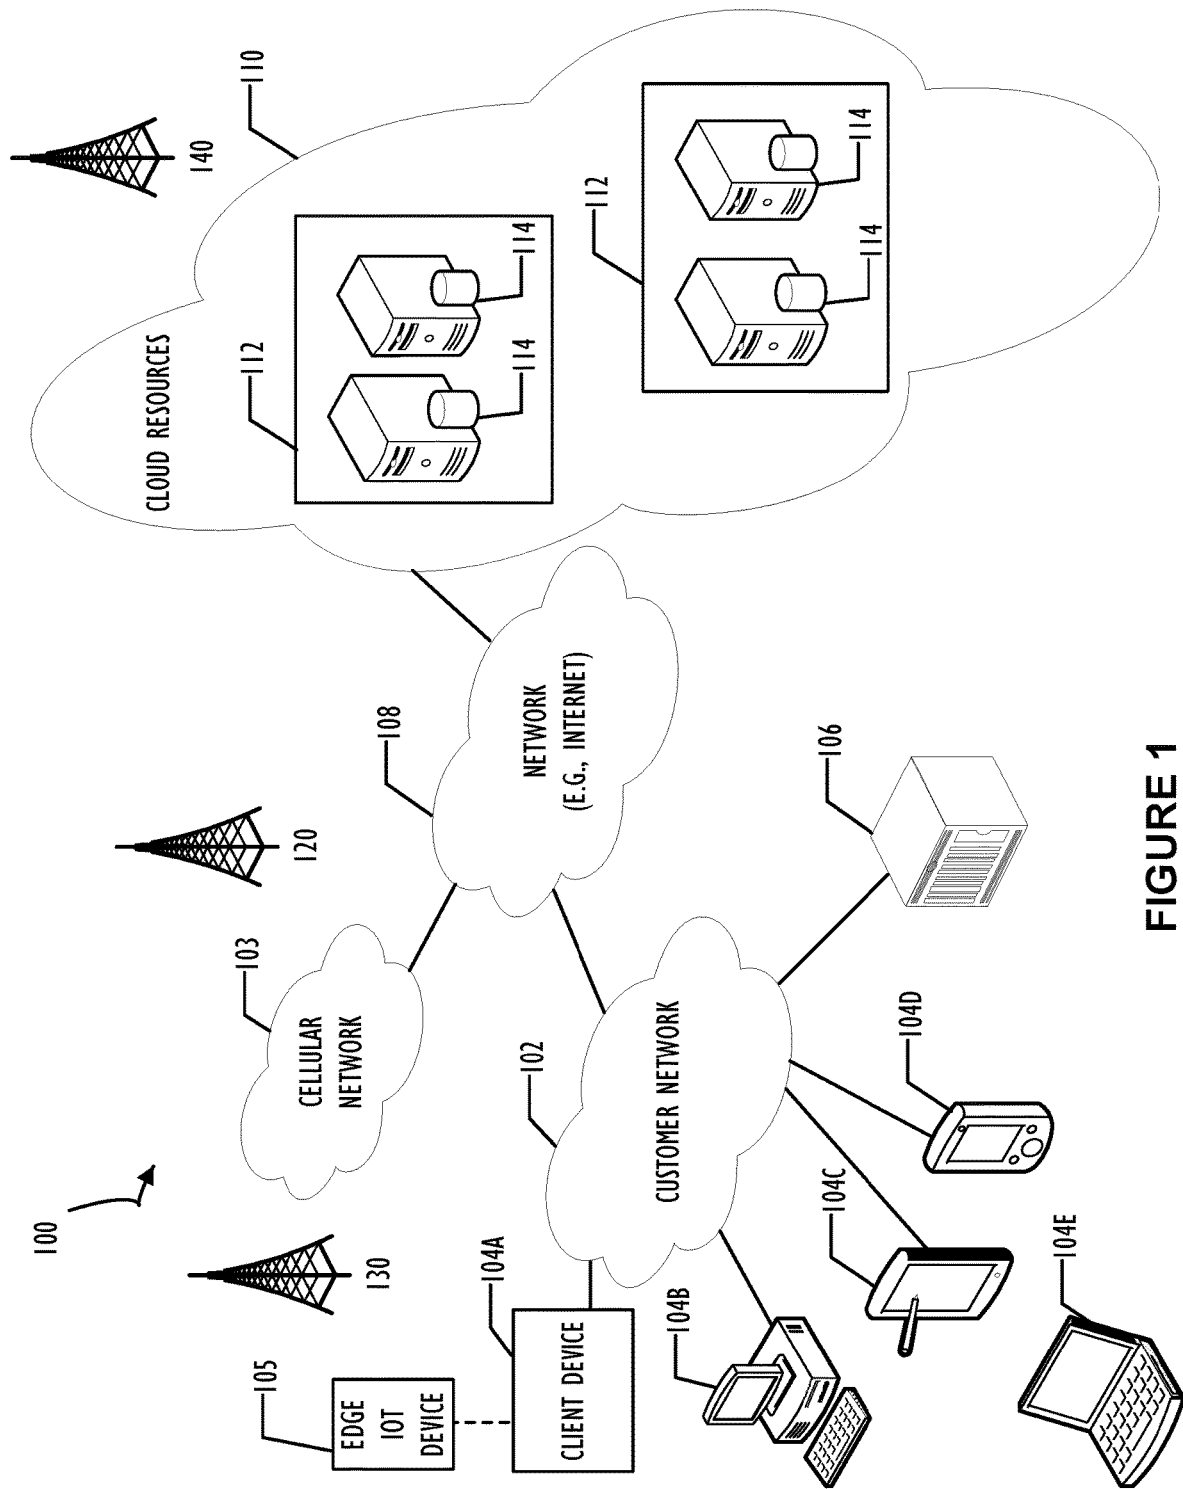 100
130
120
140
105
EDGE
IOT
DEVICE
103
CELLULAR
NETWORK
108
NETWORK
(E.G., INTERNET)
CLOUD RESOURCES
110
112
114
114
112
114
114
104A
CLIENT DEVICE
102
CUSTOMER NETWORK
104B
104C
104D
106
104E
FIGURE 1